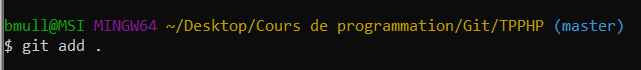 bmull@MSI MINGW64 ~/Desktop/Cours de programmation/Git/TPPHP (master)
$ git add .